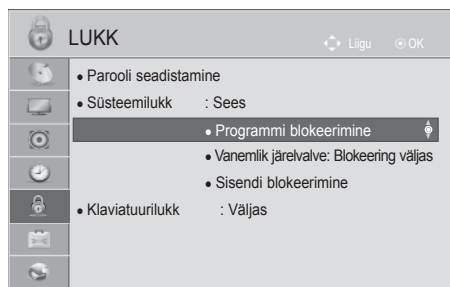 LUKK
Liigu OK
• Parooli seadistamine
• Süsteemilukk : Sees
• Programmi blokeerimine
• Vanemlik järelvalve: Blokeering väljas
• Sisendi blokeerimine
• Klaviatuurilukk : Väljas